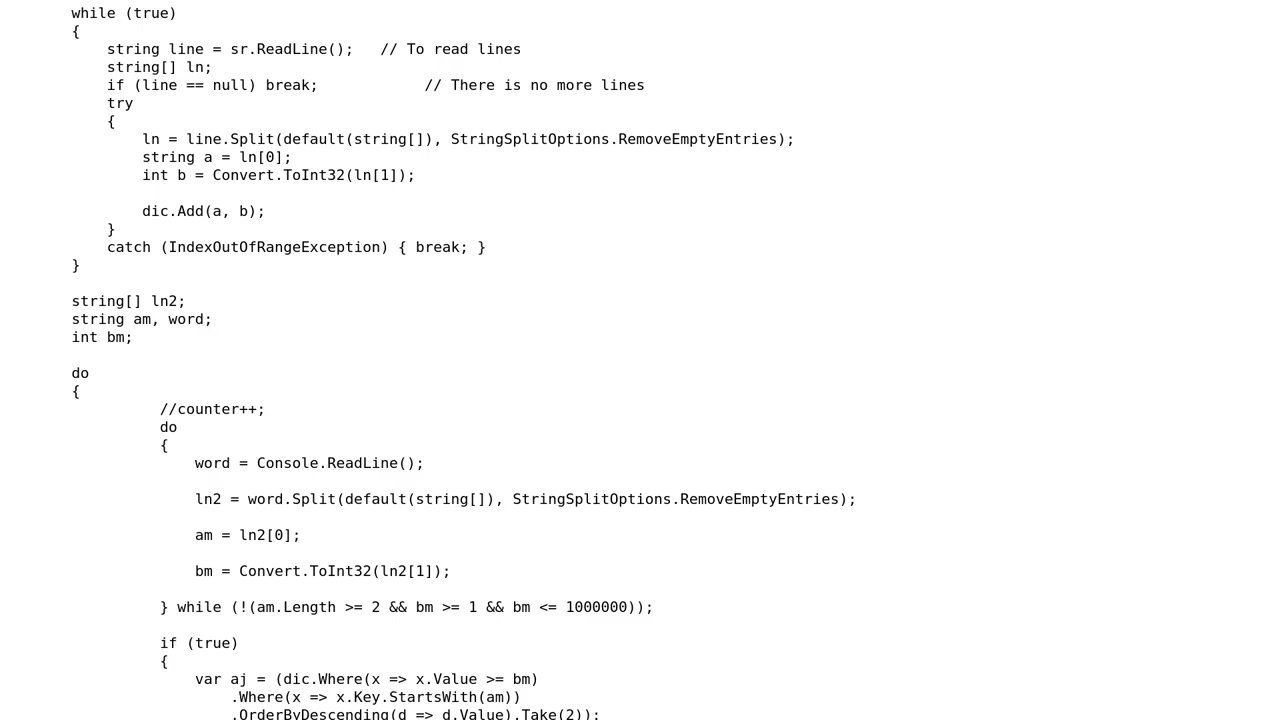 while (true)
{
string line = sr.ReadLine();   // To read lines
string[] ln;
if (line == null) break;            // There is no more lines
try
{
ln = line.Split(default(string[]), StringSplitOptions.RemoveEmptyEntries);
string a = ln[0];
int b = Convert.ToInt32(ln[1]);
dic.Add(a, b);
}
catch (IndexOutOfRangeException) { break; }
}
string[] ln2;
string am, word;
int bm;
do
{
//counter++;
do
{
word = Console.ReadLine();
ln2 = word.Split(default(string[]), StringSplitOptions.RemoveEmptyEntries);
am = ln2[0];
bm = Convert.ToInt32(ln2[1]);
} while (!(am.Length >= 2 && bm >= 1 && bm <= 1000000));
if (true)
{
var aj = (dic.Where(x => x.Value >= bm)
.Where(x => x.Key.StartsWith(am))
.OrderByDescending(d => d.Value).Take(2));